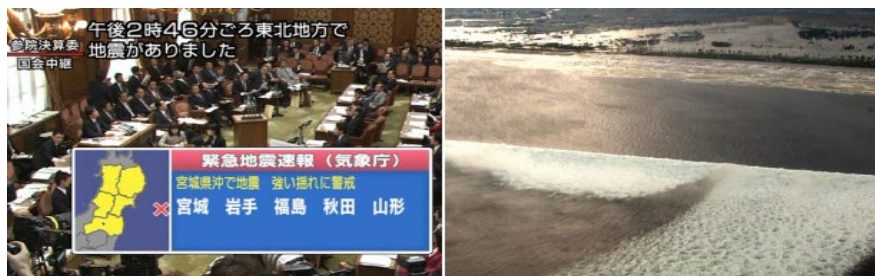 午後2時46分ごろ東北地方で
地震がありました
参院決算委
国会中継
緊急地震速報(気象庁)
宮城県沖で地震 強い揺れに警戒
宮城 岩手 福島 秋田 山形